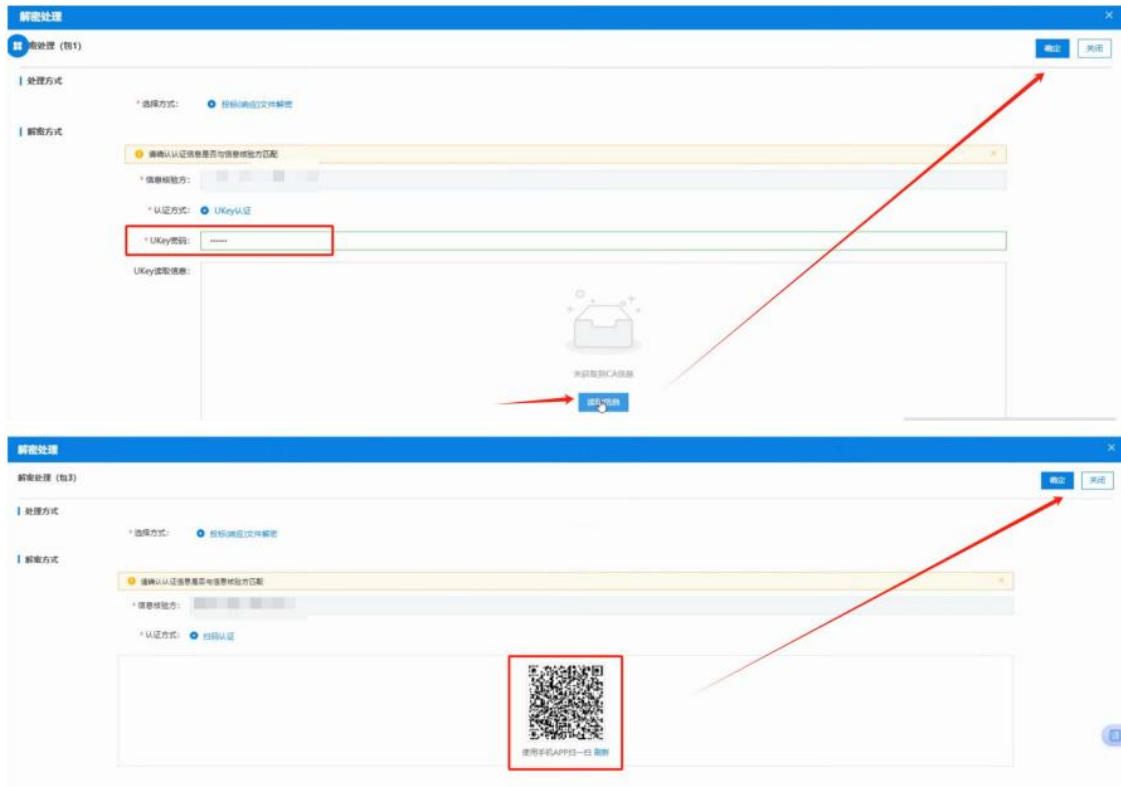 解密处理
密处理 (包1)
确定 关闭
处理方式
*选择方式: 投标(响应)文件解密
解密方式
请确认认证信息是否与信息核验方匹配
*信息核验方:
*认证方式: UKey认证
*UKey密码: ······
UKey读取信息:
未获取到CA信息
读取信息
解密处理
解密处理 (包3)
确定 关闭
处理方式
*选择方式: 投标(响应)文件解密
解密方式
请确认认证信息是否与信息核验方匹配
*信息核验方:
*认证方式: 扫码认证
使用手机APP扫一扫 刷新